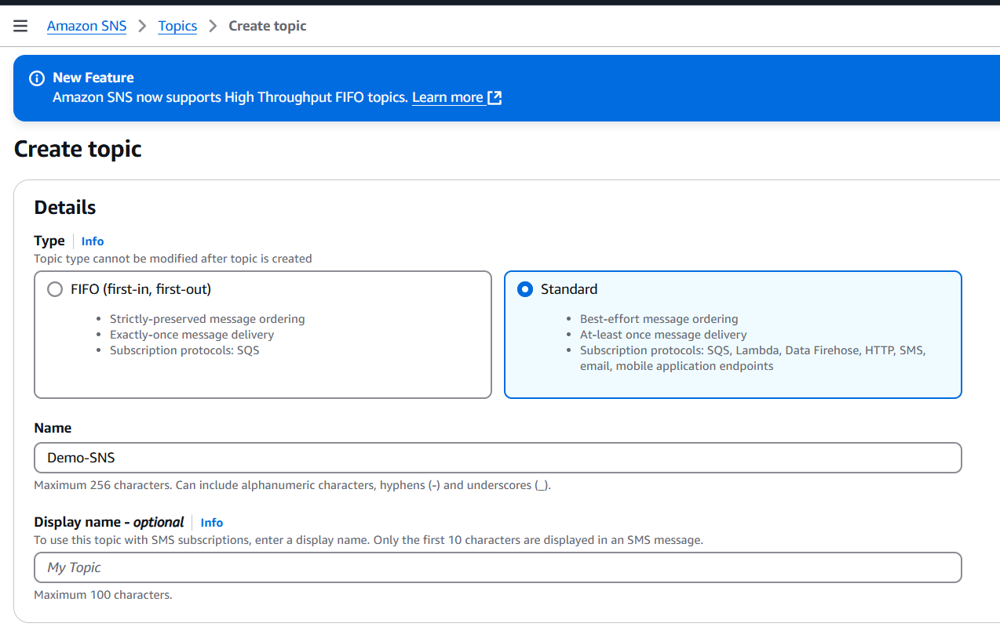 Amazon SNS > Topics > Create topic
New Feature
Amazon SNS now supports High Throughput FIFO topics. Learn more
Create topic
Details
Type Info
Topic type cannot be modified after topic is created
FIFO (first-in, first-out)
• Strictly-preserved message ordering
• Exactly-once message delivery
• Subscription protocols: SQS
Standard
• Best-effort message ordering
• At-least once message delivery
• Subscription protocols: SQS, Lambda, Data Firehose, HTTP, SMS,
email, mobile application endpoints
Name
Demo-SNS
Maximum 256 characters. Can include alphanumeric characters, hyphens (-) and underscores (_).
Display name - optional Info
To use this topic with SMS subscriptions, enter a display name. Only the first 10 characters are displayed in an SMS message.
My Topic
Maximum 100 characters.